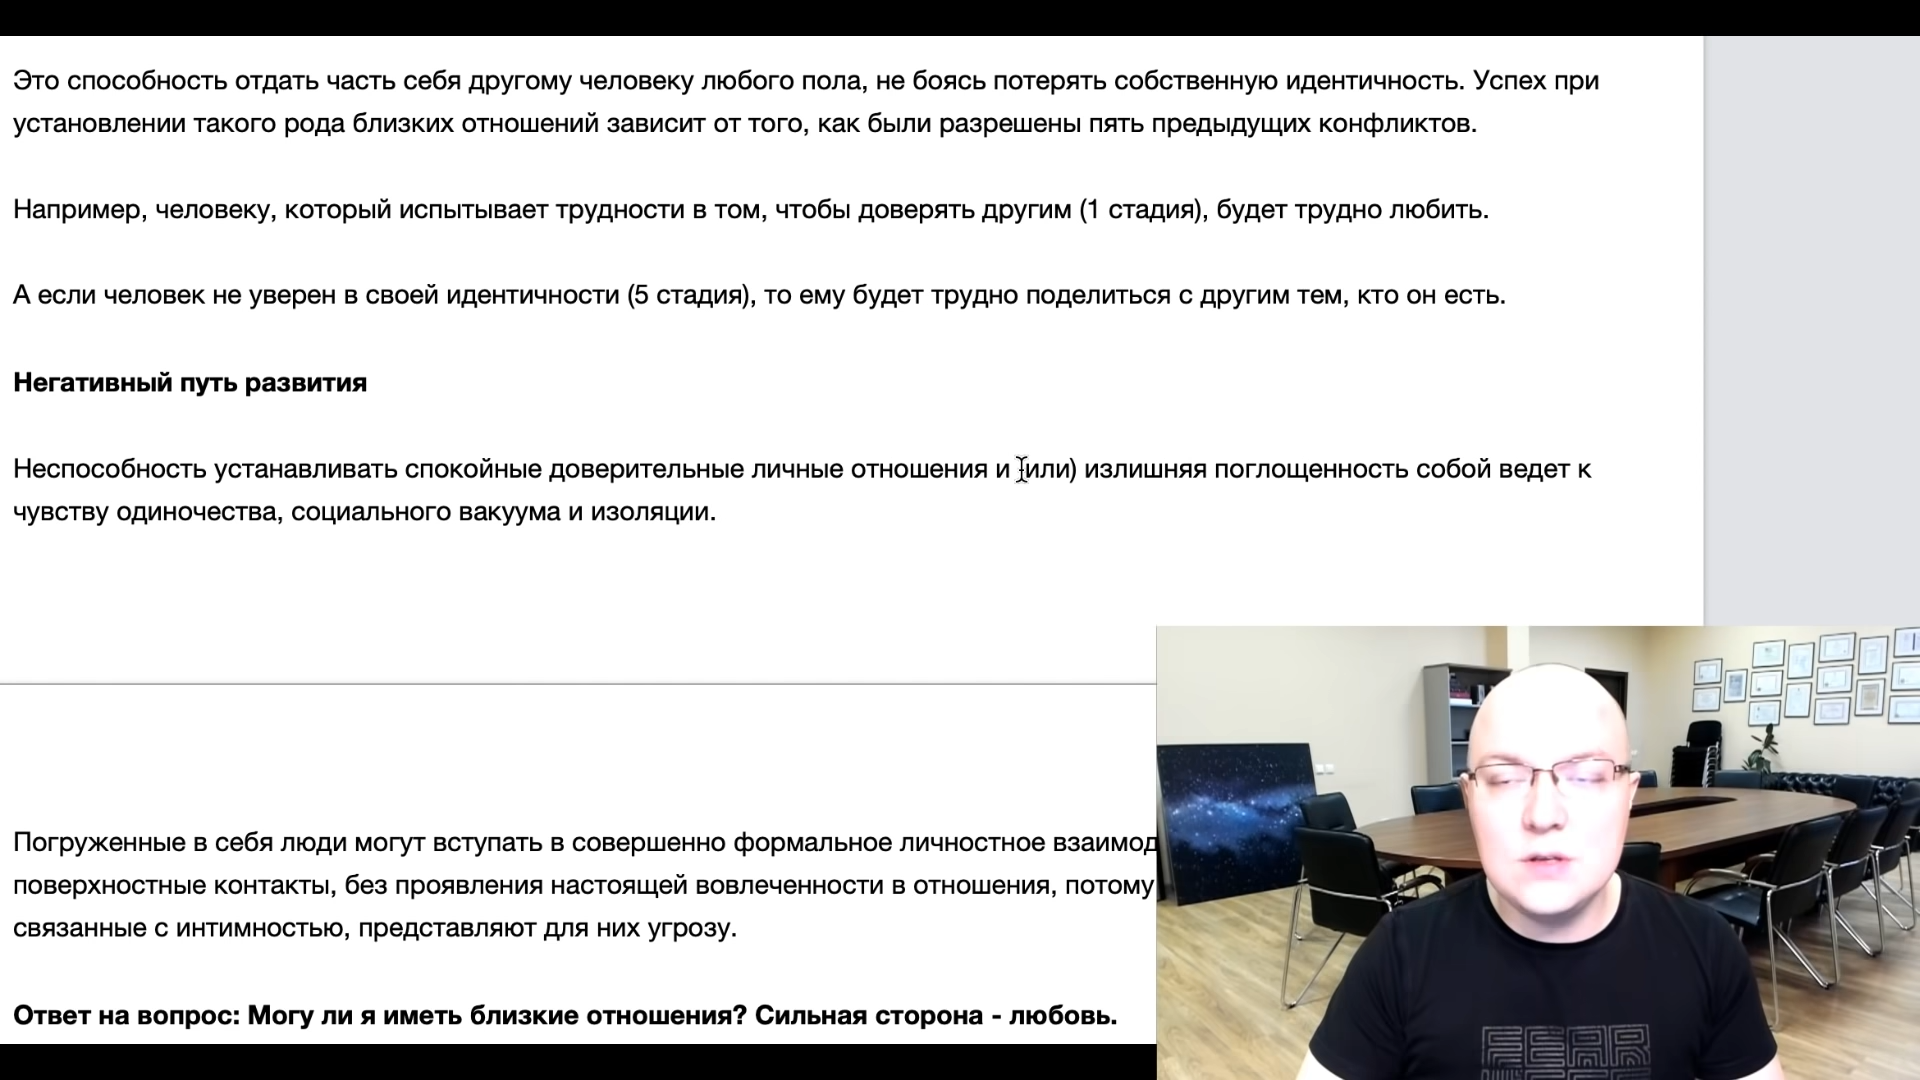 Это способность отдать часть себя другому человеку любого пола, не боясь потерять собственную идентичность. Успех при
установлении такого рода близких отношений зависит от того, как были разрешены пять предыдущих конфликтов.
Например, человеку, который испытывает трудности в том, чтобы доверять другим (1 стадия), будет трудно любить.
А если человек не уверен в своей идентичности (5 стадия), то ему будет трудно поделиться с другим тем, кто он есть.
Негативный путь развития
Неспособность устанавливать спокойные доверительные личные отношения и (или) излишняя поглощенность собой ведет к
чувству одиночества, социального вакуума и изоляции.
Погруженные в себя люди могут вступать в совершенно формальное личностное взаимод
поверхностные контакты, без проявления настоящей вовлеченности в отношения, потому
связанные с интимностью, представляют для них угрозу.
Ответ на вопрос: Могу ли я иметь близкие отношения? Сильная сторона - любовь.
FEAR